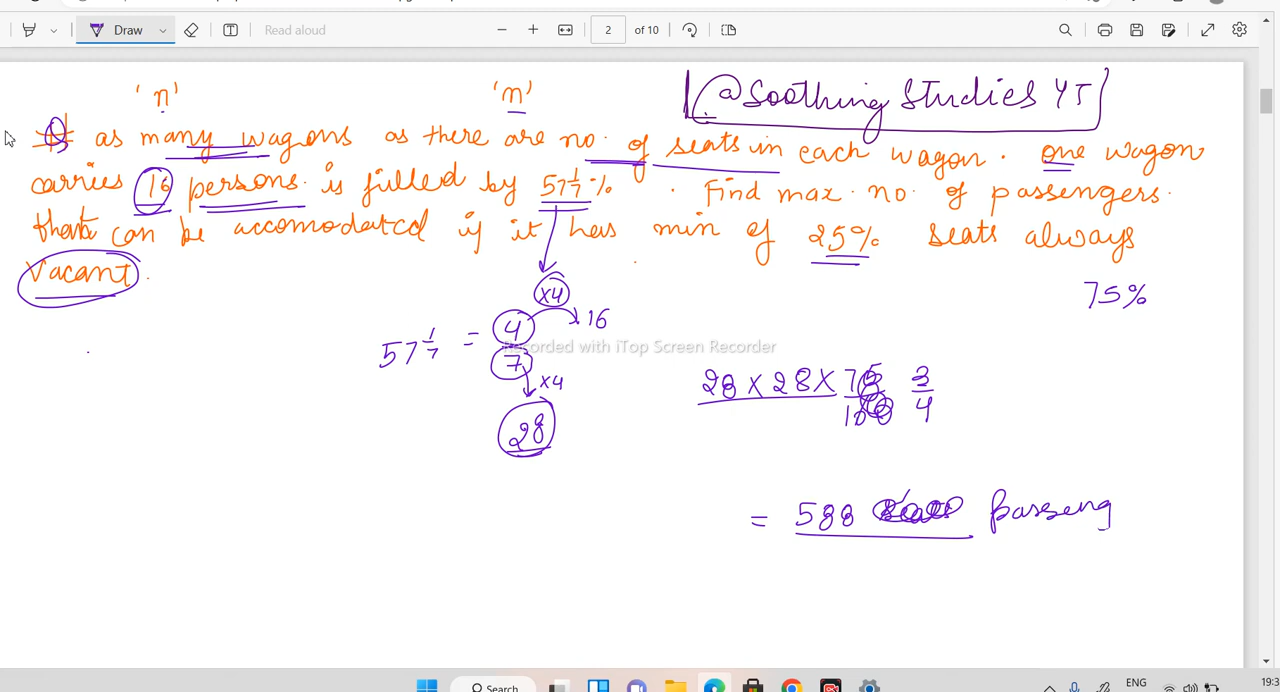 Draw
Read aloud
2 of 10
'n' 'm' @Soothing Studies YT
as many wagons as there are no. of seats in each wagon. one wagon
carries 16 persons is filled by 57 1/7 %. Find max. no. of passengers.
that can be accomodated if it has min of 25% seats always
Vacant.
75%
x4
57 1/7 = 4/7 16
Recorded with iTop Screen Recorder
x4
28
28 x 28 x 75/100 3/4
= 588 passeng
Search
ENG
19:3